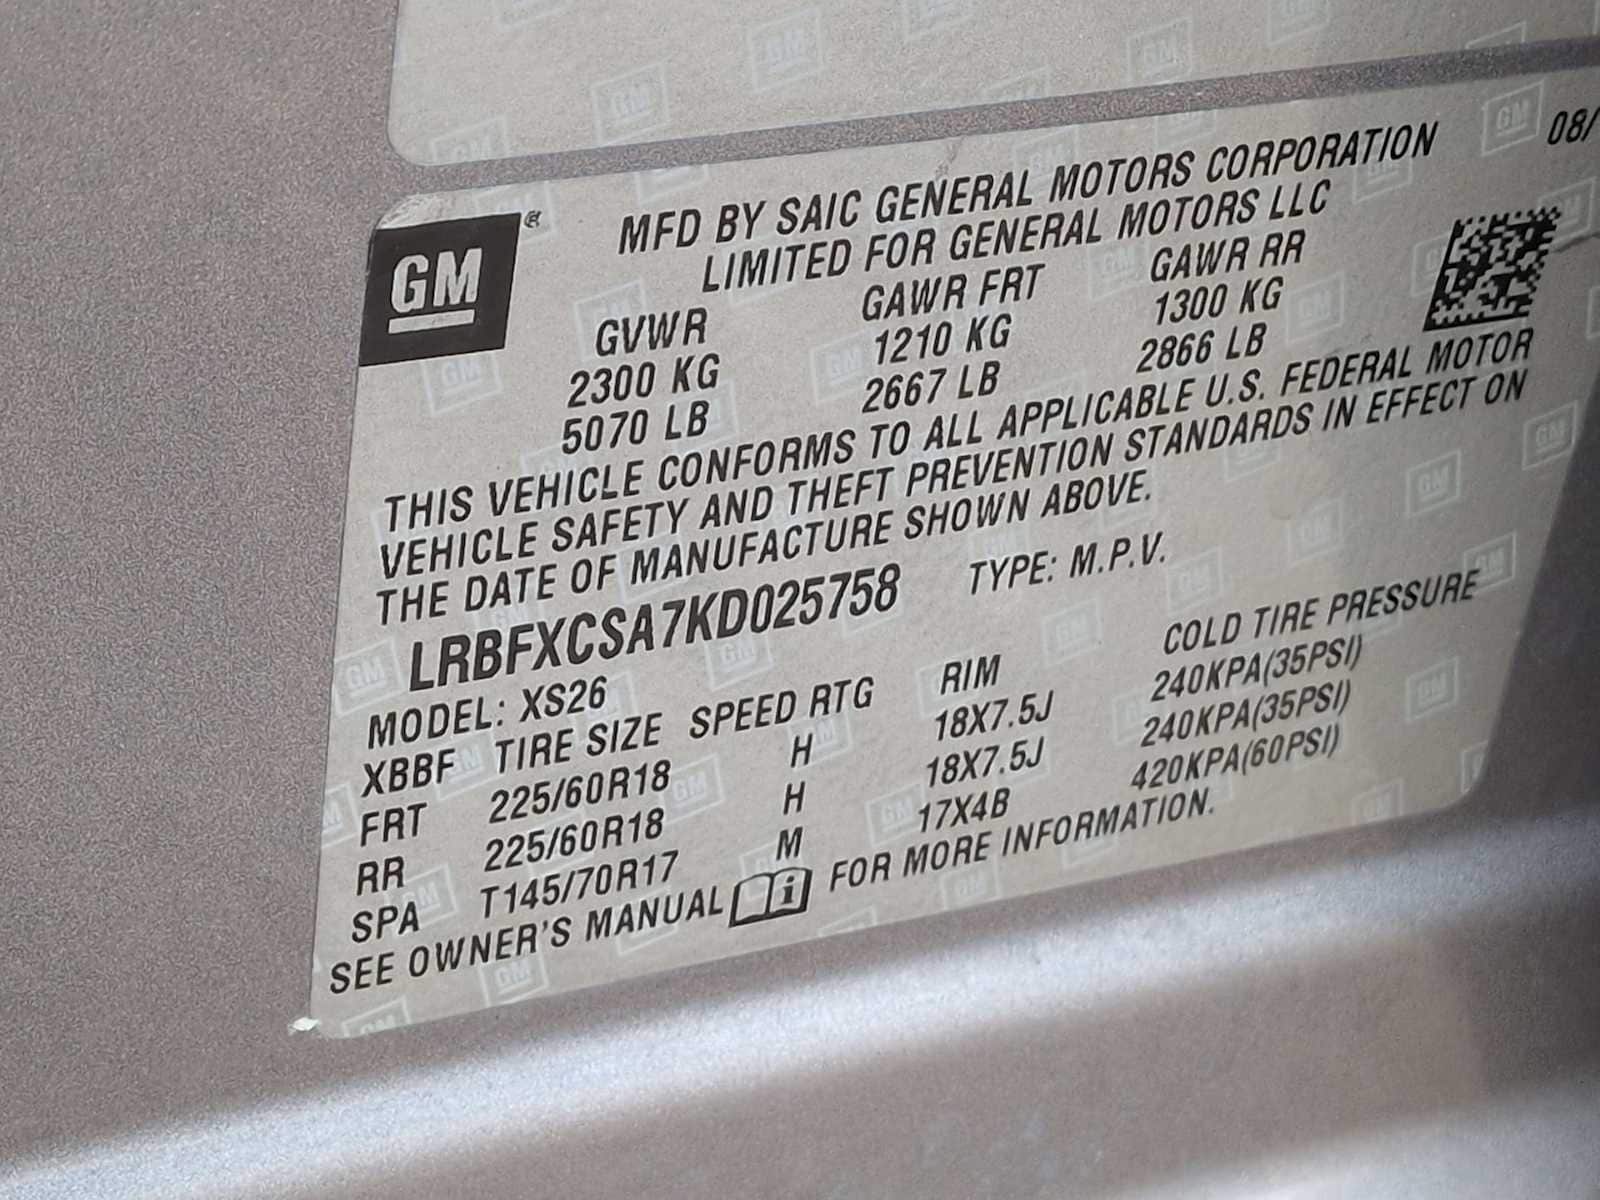 MFD BY SAIC GENERAL MOTORS CORPORATION 08/
LIMITED FOR GENERAL MOTORS LLC
GM ®
GVWR GAWR FRT GAWR RR
2300 KG 1210 KG 1300 KG
5070 LB 2667 LB 2866 LB
THIS VEHICLE CONFORMS TO ALL APPLICABLE U.S. FEDERAL MOTOR
VEHICLE SAFETY AND THEFT PREVENTION STANDARDS IN EFFECT ON
THE DATE OF MANUFACTURE SHOWN ABOVE.
LRBFXCSA7KD025758 TYPE: M.P.V.
MODEL: XS26
XBBF TIRE SIZE SPEED RTG RIM COLD TIRE PRESSURE
FRT 225/60R18 H 18X7.5J 240KPA(35PSI)
RR 225/60R18 H 18X7.5J 240KPA(35PSI)
SPA T145/70R17 M 17X4B 420KPA(60PSI)
SEE OWNER'S MANUAL FOR MORE INFORMATION.